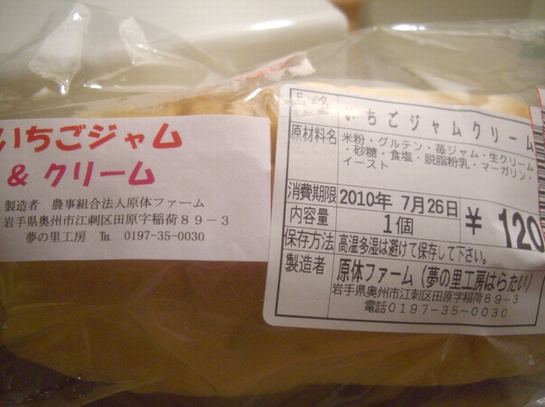 いちごジャム
& クリーム
製造者 農事組合法人原体ファーム
岩手県奥州市江刺区田原字稲荷89-3
夢の里工房 ℡ 0197-35-0030
品名 いちごジャムクリーム
原材料名 米粉・グルテン・苺ジャム・生クリーム
・砂糖・食塩・脱脂粉乳・マーガリン・
イースト
消費期限 2010年 7月26日
内容量 1個
¥120
保存方法 高温多湿は避けて保存して下さい。
製造者 原体ファーム(夢の里工房はらたい)
岩手県奥州市江刺区田原字稲荷89-3
電話0197-35-0030